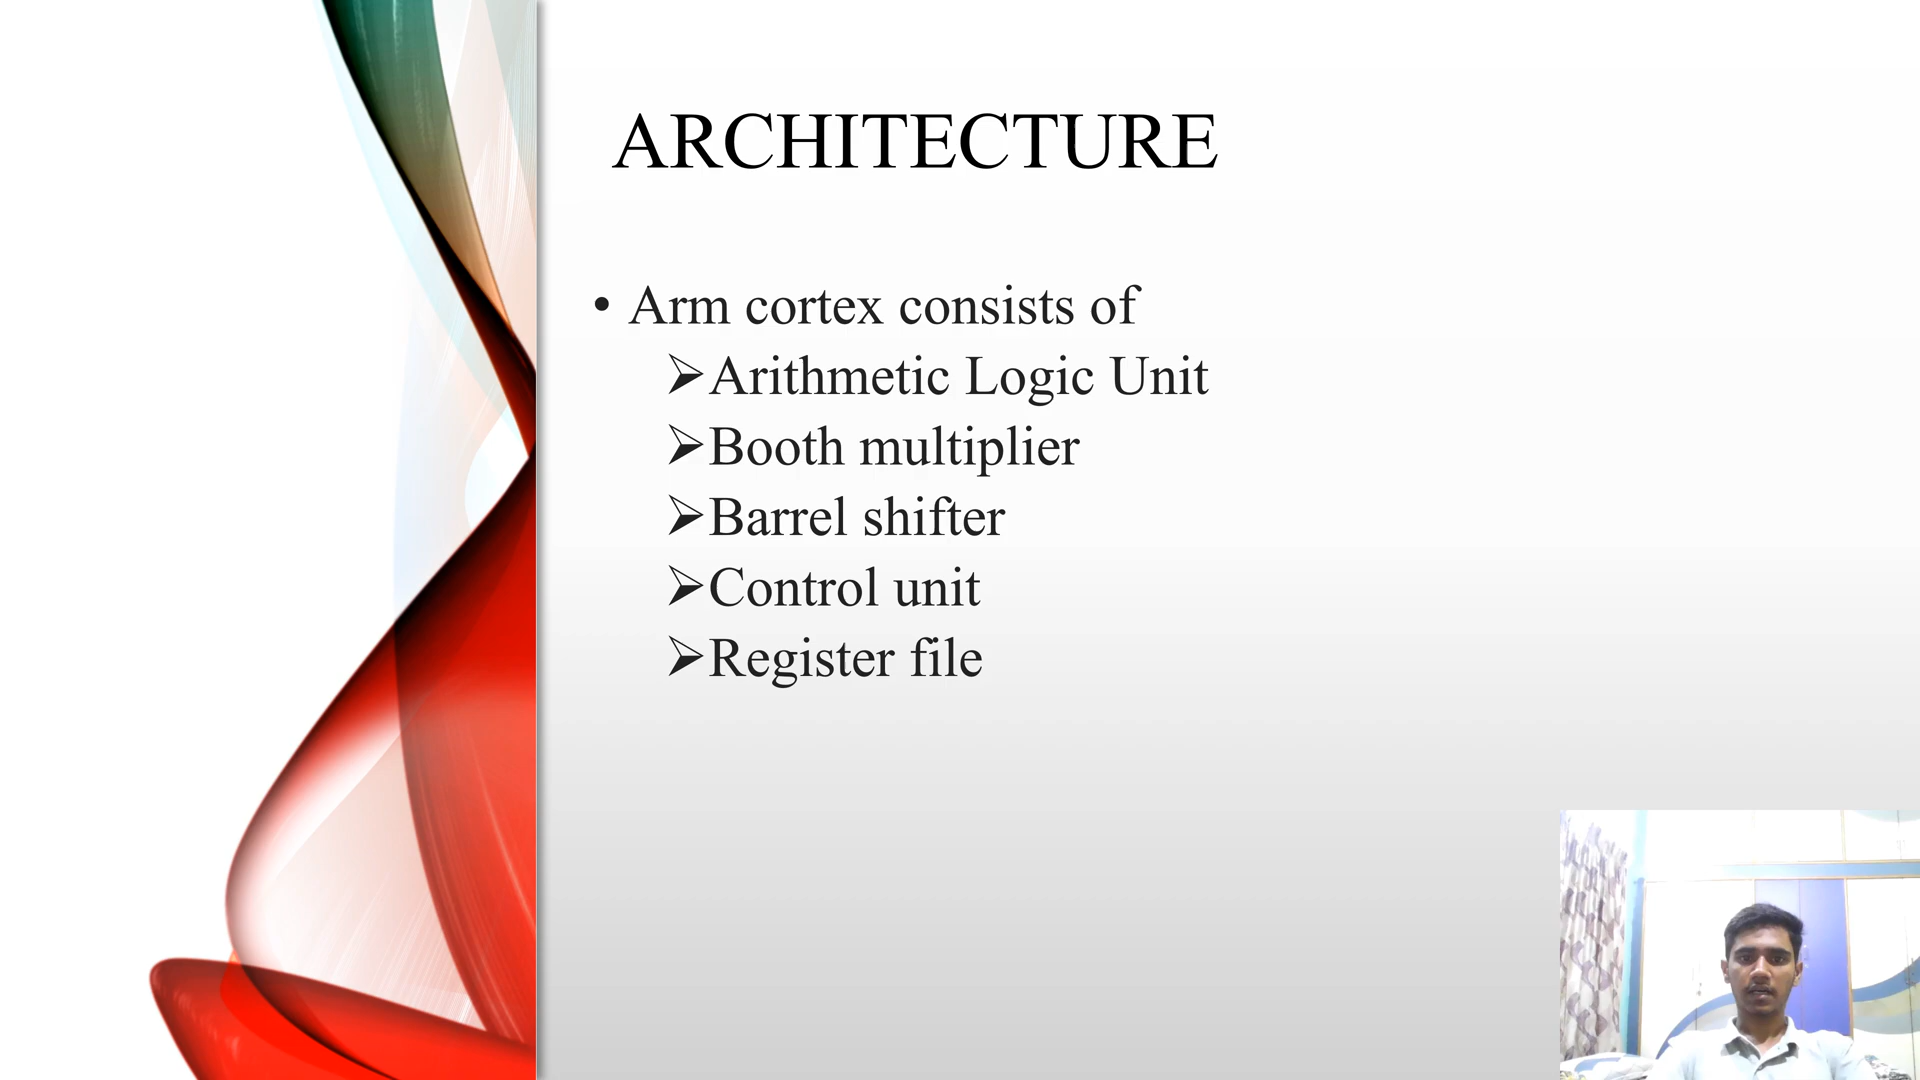 ARCHITECTURE
• Arm cortex consists of
➢Arithmetic Logic Unit
➢Booth multiplier
➢Barrel shifter
➢Control unit
➢Register file